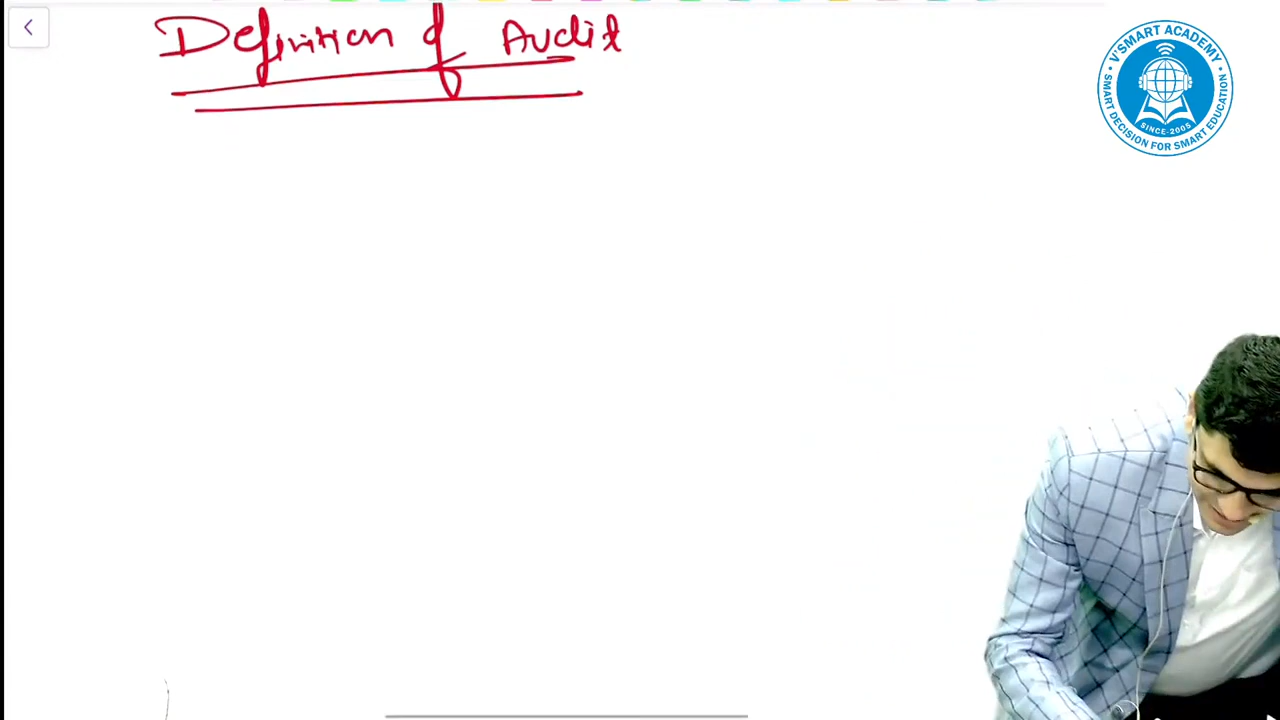 Definition of Audit
V'SMART ACADEMY
SMART DECISION FOR SMART EDUCATION
SINCE-2005